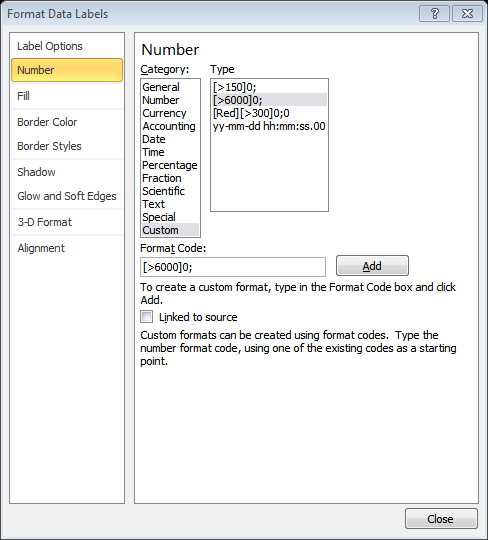 Format Data Labels
Label Options
Number
Fill
Border Color
Border Styles
Shadow
Glow and Soft Edges
3-D Format
Alignment
Number
Category:
General
Number
Currency
Accounting
Date
Time
Percentage
Fraction
Scientific
Text
Special
Custom
Type
[>150]0;
[>6000]0;
[Red][>300]0;0
yy-mm-dd hh:mm:ss.00
Format Code:
[>6000]0;
Add
To create a custom format, type in the Format Code box and click
Add.
Linked to source
Custom formats can be created using format codes.  Type the
number format code, using one of the existing codes as a starting
point.
Close